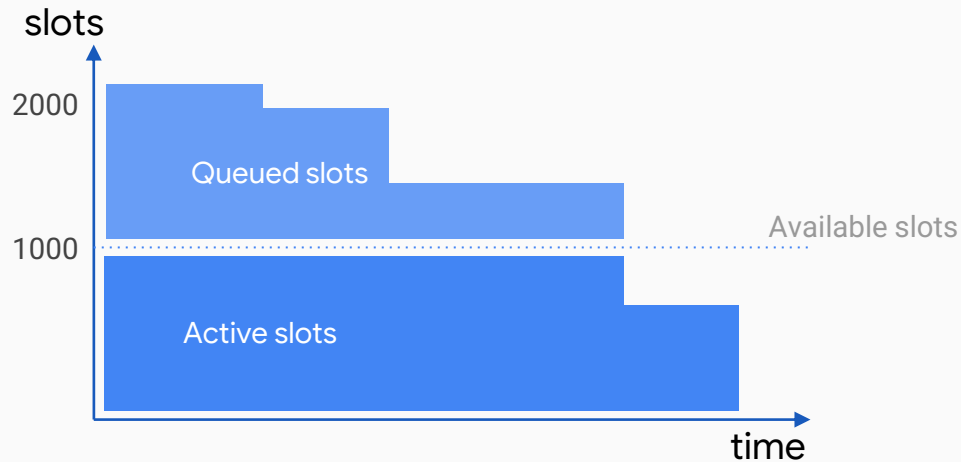 slots
2000
Queued slots
Available slots
1000
Active slots
time